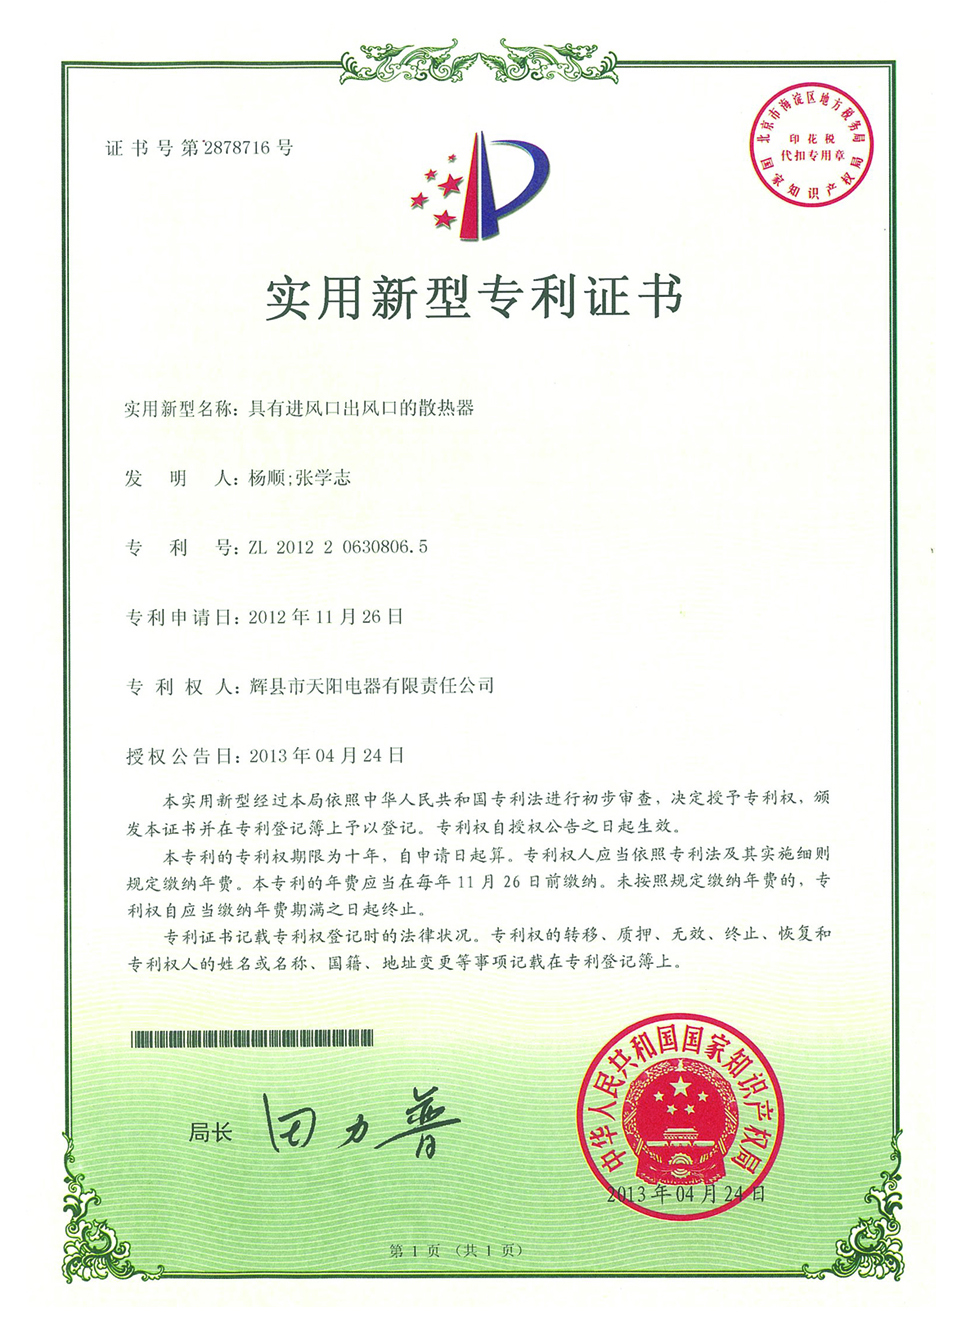 证书号第2878716号
北京市海淀区地方税务局
印花税
代扣专用章
国家知识产权局
实用新型专利证书
实用新型名称：具有进风口出风口的散热器
发 明 人：杨顺;张学志
专 利 号：ZL 2012 2 0630806.5
专利申请日：2012年11月26日
专 利 权 人：辉县市天阳电器有限责任公司
授权公告日：2013年04月24日
本实用新型经过本局依照中华人民共和国专利法进行初步审查，决定授予专利权，颁
发本证书并在专利登记簿上予以登记。专利权自授权公告之日起生效。
本专利的专利权期限为十年，自申请日起算。专利权人应当依照专利法及其实施细则
规定缴纳年费。本专利的年费应当在每年11月26日前缴纳。未按照规定缴纳年费的，专
利权自应当缴纳年费期满之日起终止。
专利证书记载专利权登记时的法律状况。专利权的转移、质押、无效、终止、恢复和
专利权人的姓名或名称、国籍、地址变更等事项记载在专利登记簿上。
局长 田力普
中华人民共和国国家知识产权局
2013年04月24日
第1页（共1页）